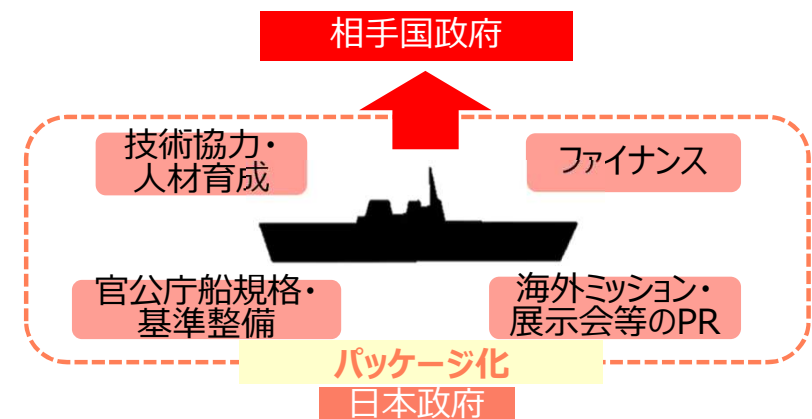 相手国政府
技術協力・
人材育成
ファイナンス
官公庁船規格・
基準整備
海外ミッション・
展示会等のPR
パッケージ化
日本政府